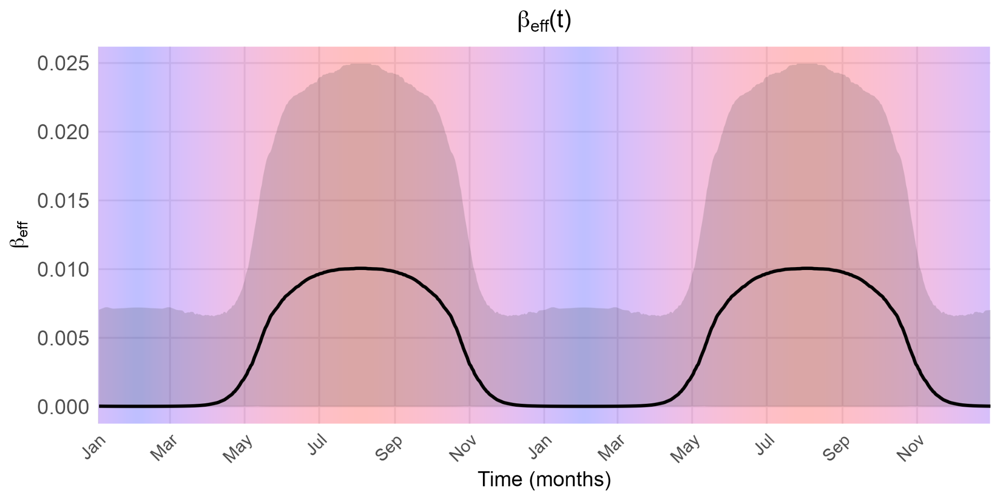 βeff(t)
0.025
0.020
0.015
0.010
0.005
0.000
βeff
Jan
Mar
May
Jul
Sep
Nov
Jan
Mar
May
Jul
Sep
Nov
Time (months)